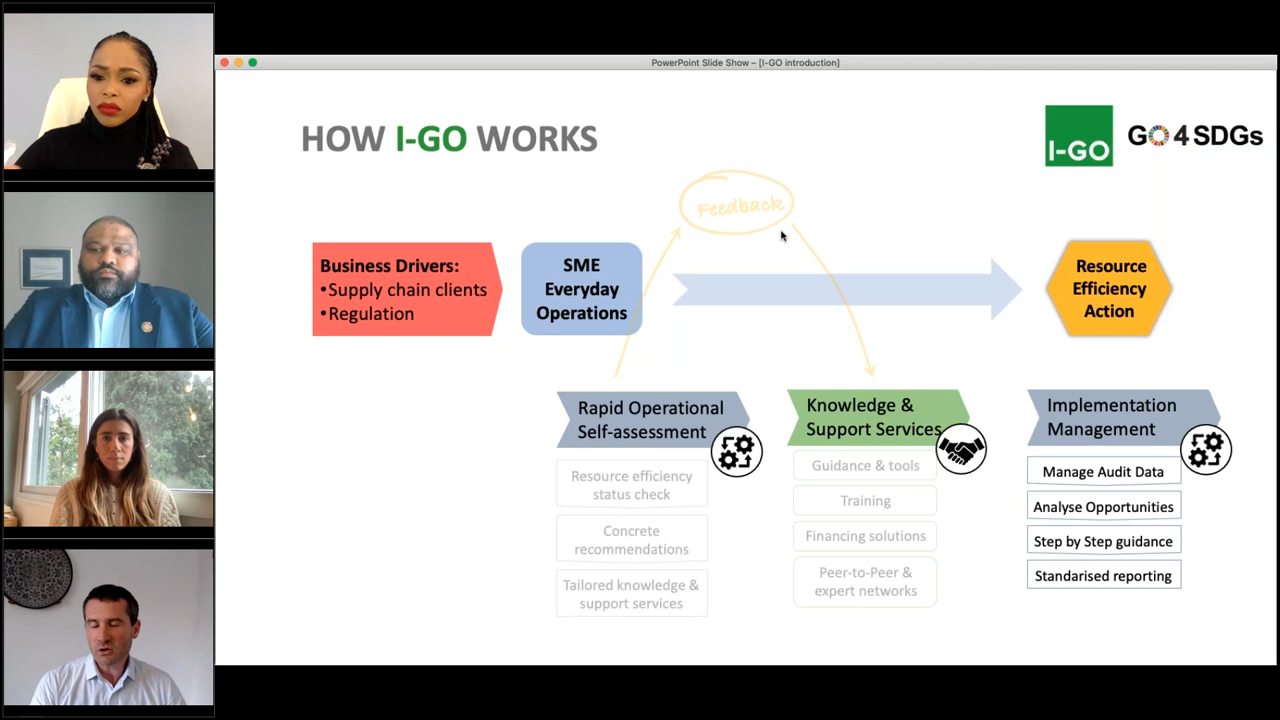 PowerPoint Slide Show – [I-GO introduction]
HOW I-GO WORKS
I-GO
GO 4 SDGs
Feedback
Business Drivers:
•Supply chain clients
•Regulation
SME
Everyday
Operations
Resource
Efficiency
Action
Rapid Operational
Self-assessment
Resource efficiency
status check
Concrete
recommendations
Tailored knowledge &
support services
Knowledge &
Support Services
Guidance & tools
Training
Financing solutions
Peer-to-Peer &
expert networks
Implementation
Management
Manage Audit Data
Analyse Opportunities
Step by Step guidance
Standarised reporting